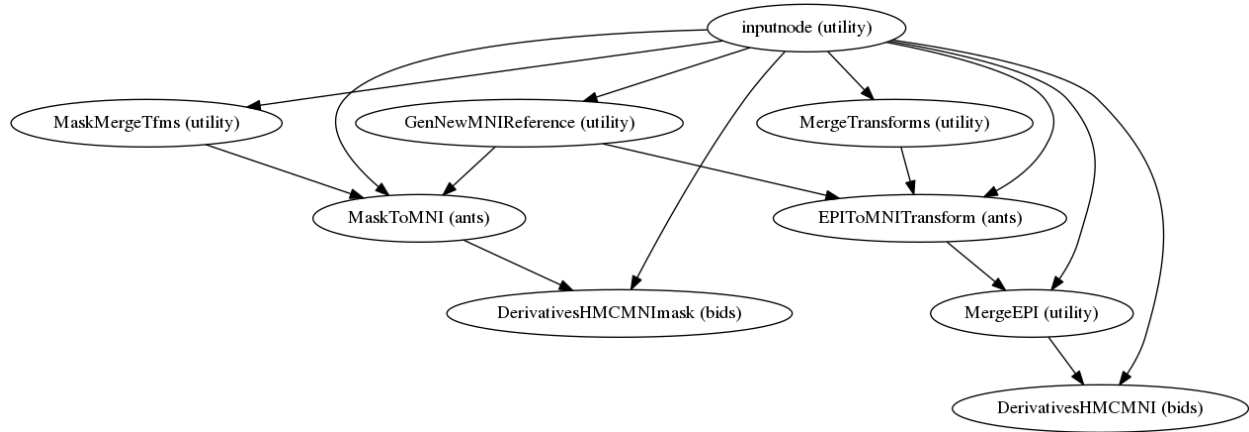 inputnode (utility)
MaskMergeTfms (utility)
GenNewMNIReference (utility)
MergeTransforms (utility)
MaskToMNI (ants)
EPIToMNITransform (ants)
DerivativesHMCMNImask (bids)
MergeEPI (utility)
DerivativesHMCMNI (bids)